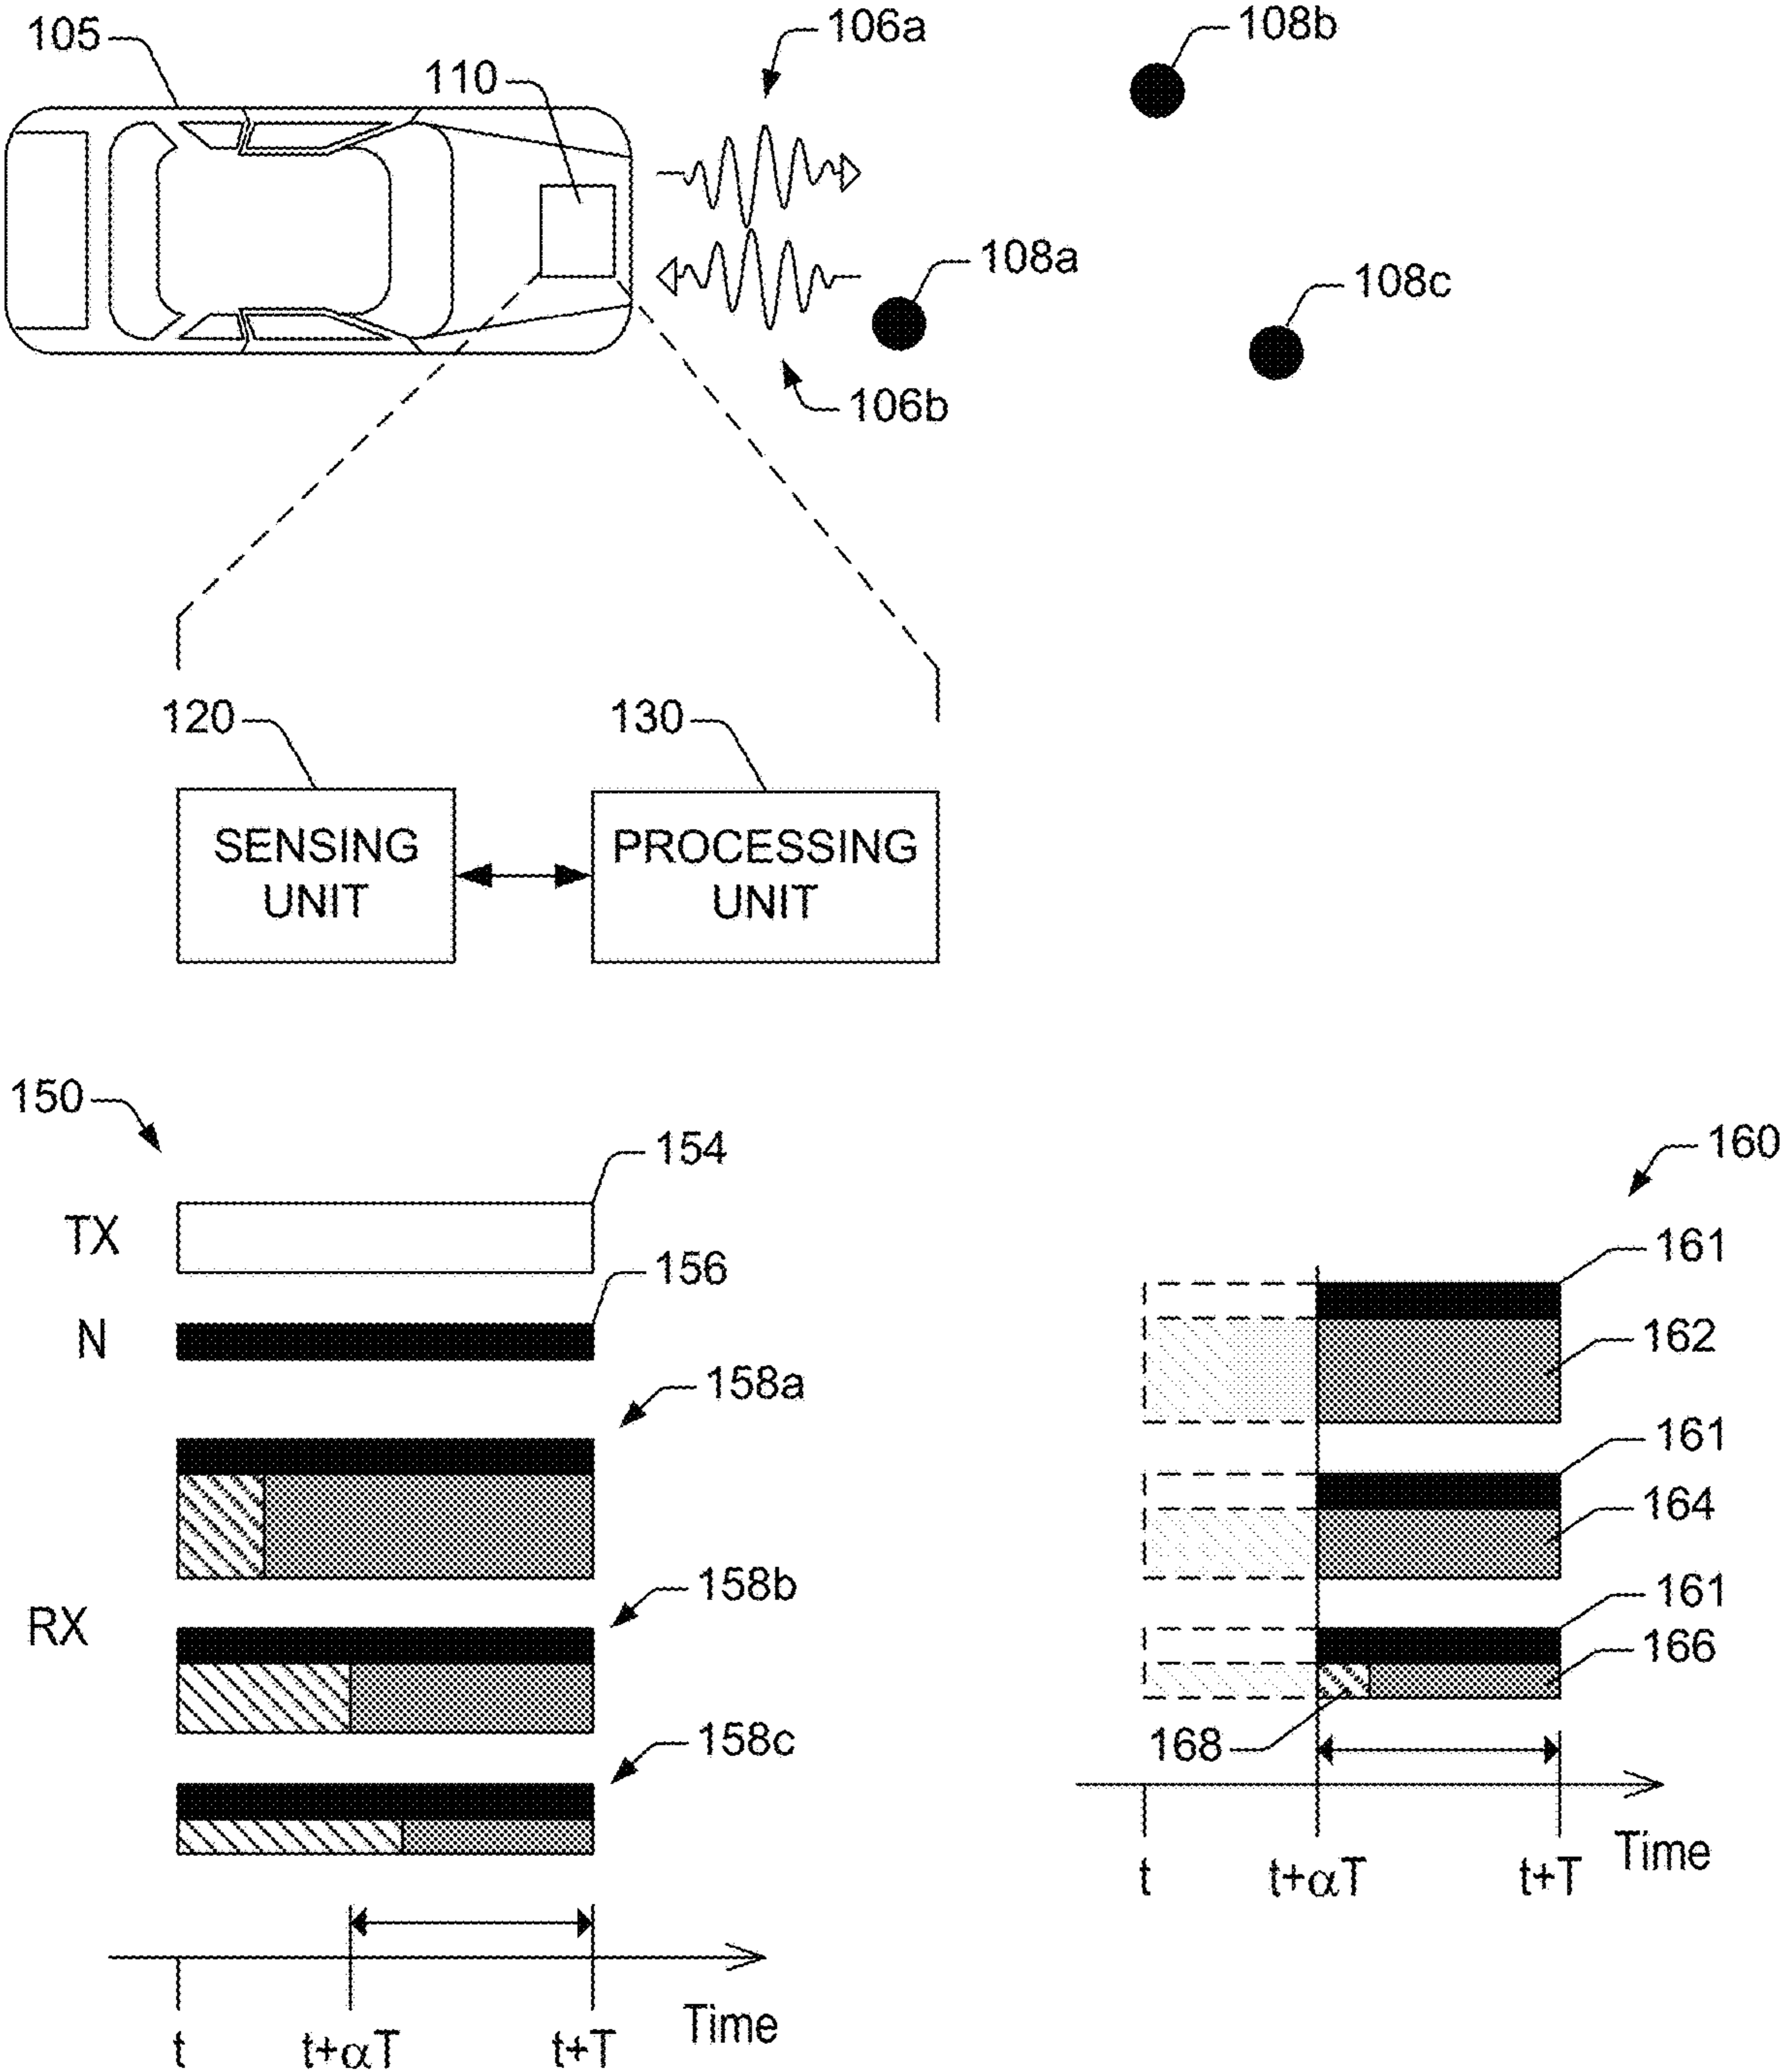 105
110
106a
108b
108a
108c
106b
120
130
SENSING
UNIT
PROCESSING
UNIT
150
154
TX
156
N
158a
158b
RX
158c
t
t+αT
t+T
Time
160
161
162
161
164
161
166
168
t
t+αT
t+T
Time